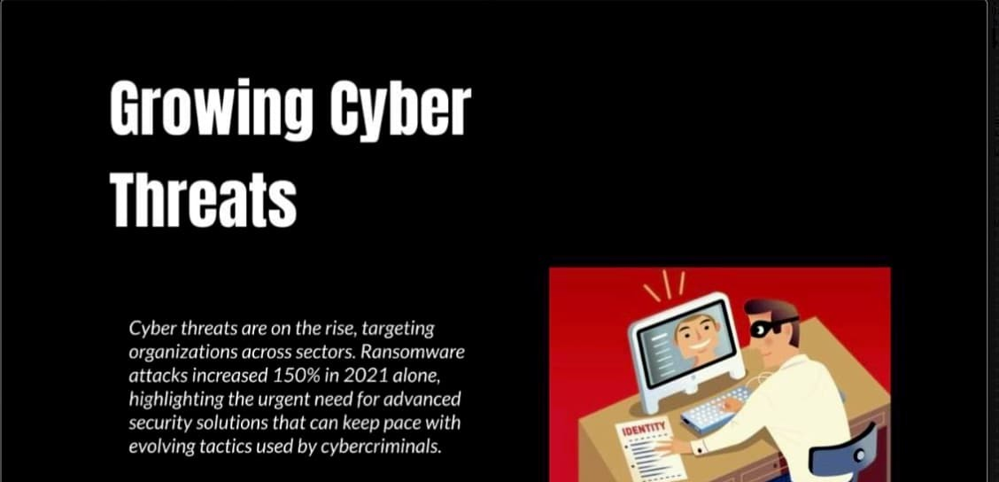 Growing Cyber
Threats
Cyber threats are on the rise, targeting
organizations across sectors. Ransomware
attacks increased 150% in 2021 alone,
highlighting the urgent need for advanced
security solutions that can keep pace with
evolving tactics used by cybercriminals.
IDENTITY